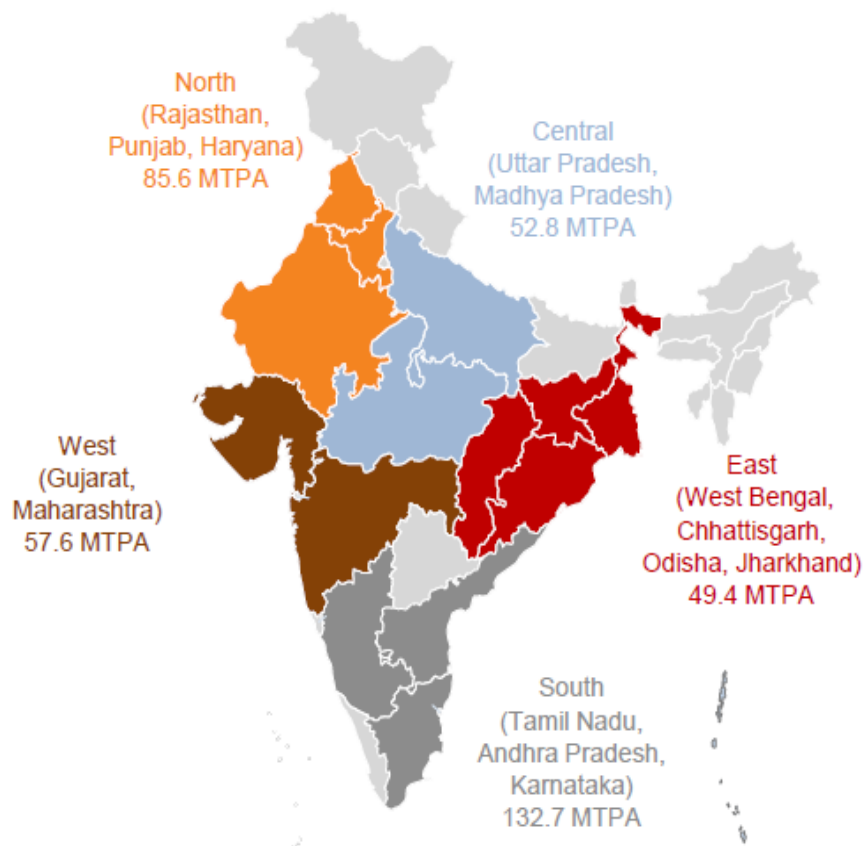 North
(Rajasthan,
Punjab, Haryana)
85.6 MTPA
Central
(Uttar Pradesh,
Madhya Pradesh)
52.8 MTPA
West
(Gujarat,
Maharashtra)
57.6 MTPA
East
(West Bengal,
Chhattisgarh,
Odisha, Jharkhand)
49.4 MTPA
South
(Tamil Nadu,
Andhra Pradesh,
Karnataka)
132.7 MTPA